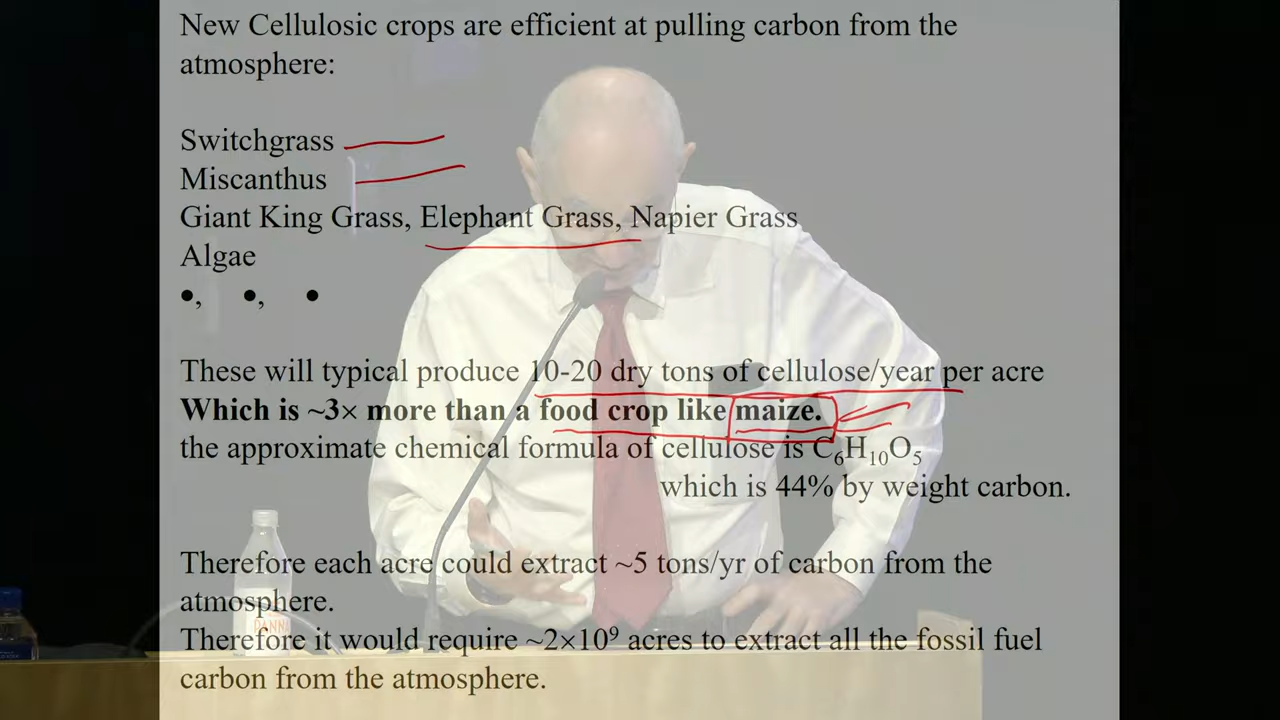 New Cellulosic crops are efficient at pulling carbon from the
atmosphere:
Switchgrass
Miscanthus
Giant King Grass, Elephant Grass, Napier Grass
Algae
•, •, •
These will typical produce 10-20 dry tons of cellulose/year per acre
Which is ~3× more than a food crop like maize.
the approximate chemical formula of cellulose is C₆H₁₀O₅
which is 44% by weight carbon.
Therefore each acre could extract ~5 tons/yr of carbon from the
atmosphere.
DANNA
Therefore it would require ~2×10⁹ acres to extract all the fossil fuel
carbon from the atmosphere.